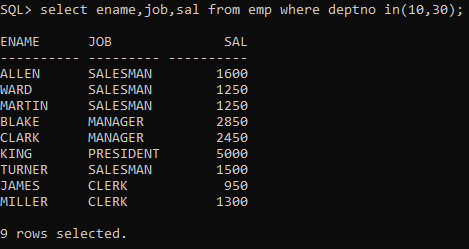 SQL> select ename,job,sal from emp where deptno in(10,30);
ENAME      JOB              SAL
---------- --------- ----------
ALLEN      SALESMAN        1600
WARD       SALESMAN        1250
MARTIN     SALESMAN        1250
BLAKE      MANAGER         2850
CLARK      MANAGER         2450
KING       PRESIDENT       5000
TURNER     SALESMAN        1500
JAMES      CLERK            950
MILLER     CLERK           1300
9 rows selected.